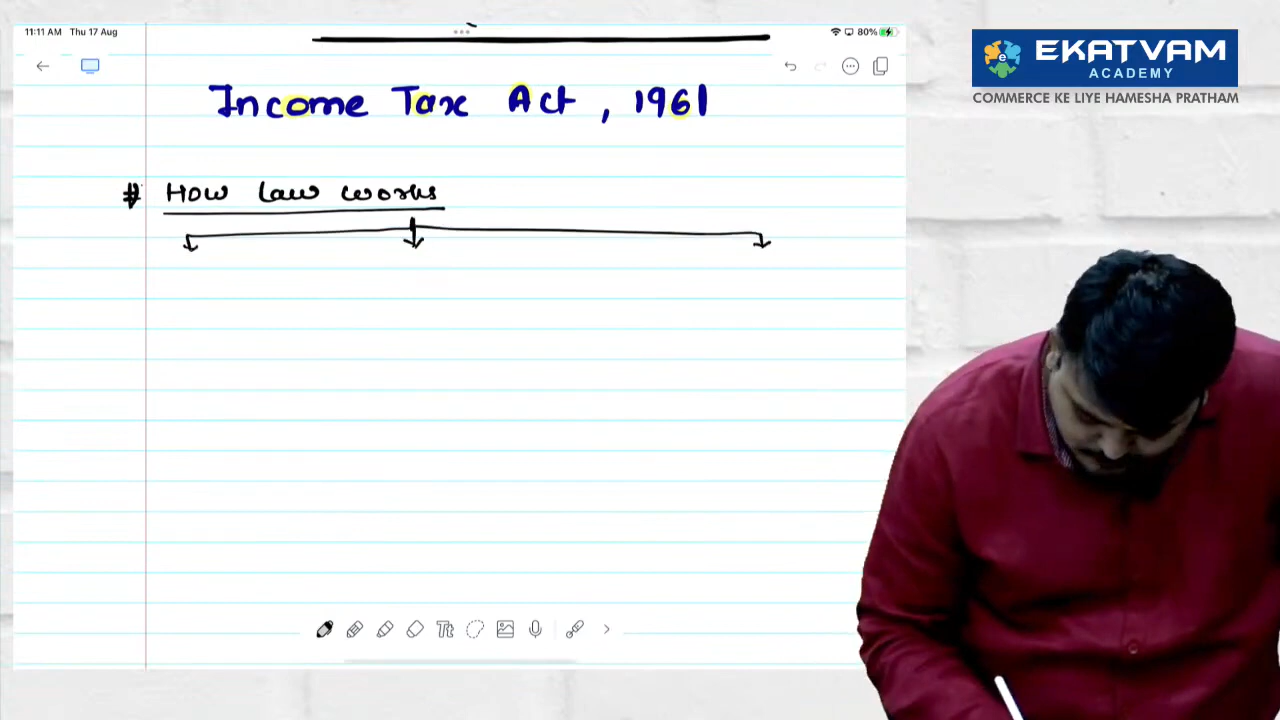 11:11 AM Thu 17 Aug
80%
EKATVAM
ACADEMY
COMMERCE KE LIYE HAMESHA PRATHAM
Income Tax Act, 1961
# How law works
Tt